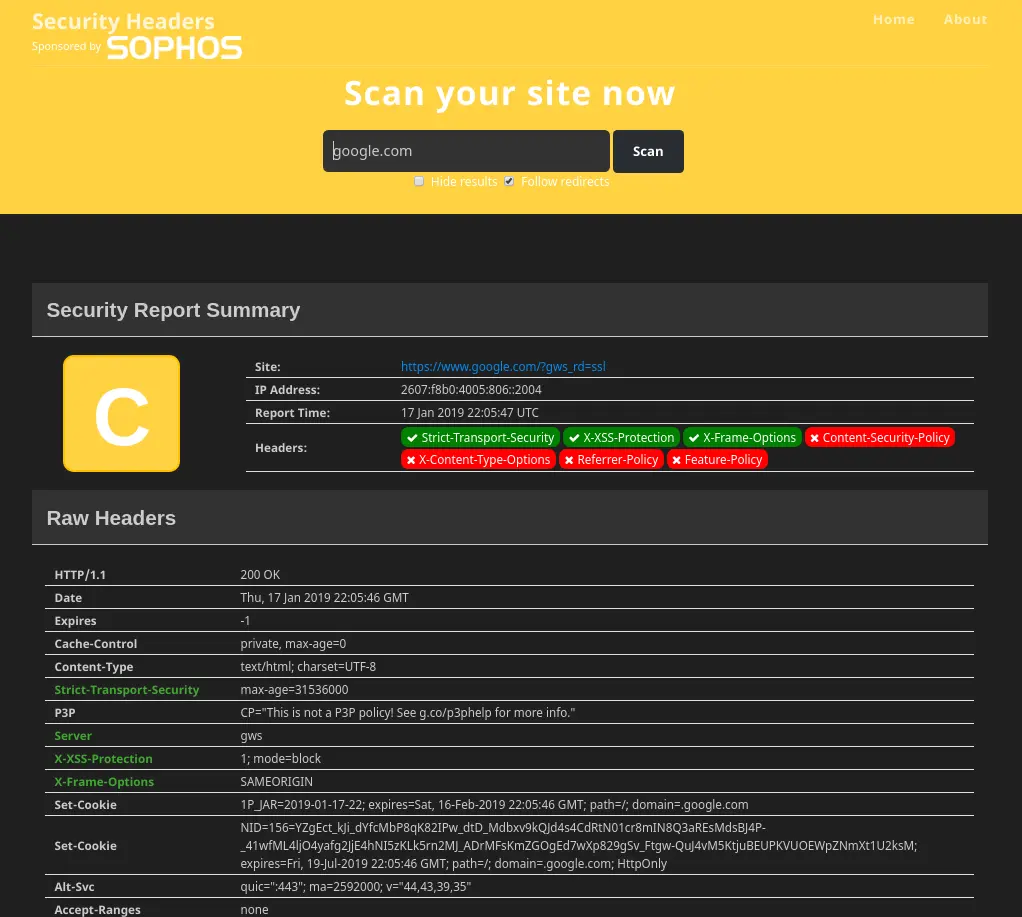 Security Headers
Home About
Sponsored by SOPHOS
Scan your site now
google.com Scan
Hide results Follow redirects
Security Report Summary
C
Site: https://www.google.com/?gws_rd=ssl
IP Address: 2607:f8b0:4005:806::2004
Report Time: 17 Jan 2019 22:05:47 UTC
Headers: Strict-Transport-Security X-XSS-Protection X-Frame-Options Content-Security-Policy
X-Content-Type-Options Referrer-Policy Feature-Policy
Raw Headers
HTTP/1.1 200 OK
Date Thu, 17 Jan 2019 22:05:46 GMT
Expires -1
Cache-Control private, max-age=0
Content-Type text/html; charset=UTF-8
Strict-Transport-Security max-age=31536000
P3P CP="This is not a P3P policy! See g.co/p3phelp for more info."
Server gws
X-XSS-Protection 1; mode=block
X-Frame-Options SAMEORIGIN
Set-Cookie 1P_JAR=2019-01-17-22; expires=Sat, 16-Feb-2019 22:05:46 GMT; path=/; domain=.google.com
Set-Cookie NID=156=YZgEct_kJi_dYfcMbP8qK82IPw_dtD_Mdbxv9kQJd4s4CdRtN01cr8mIN8Q3aREsMdsBJ4P-
_41wfML4ljO4yafg2JjE4hNI5zKLk5rn2MJ_ADrMFsKmZGOgEd7wXp829gSv_Ftgw-QuJ4vM5KtjuBEUPKVUOEWpZNmXt1U2ksM;
expires=Fri, 19-Jul-2019 22:05:46 GMT; path=/; domain=.google.com; HttpOnly
Alt-Svc quic=":443"; ma=2592000; v="44,43,39,35"
Accept-Ranges none